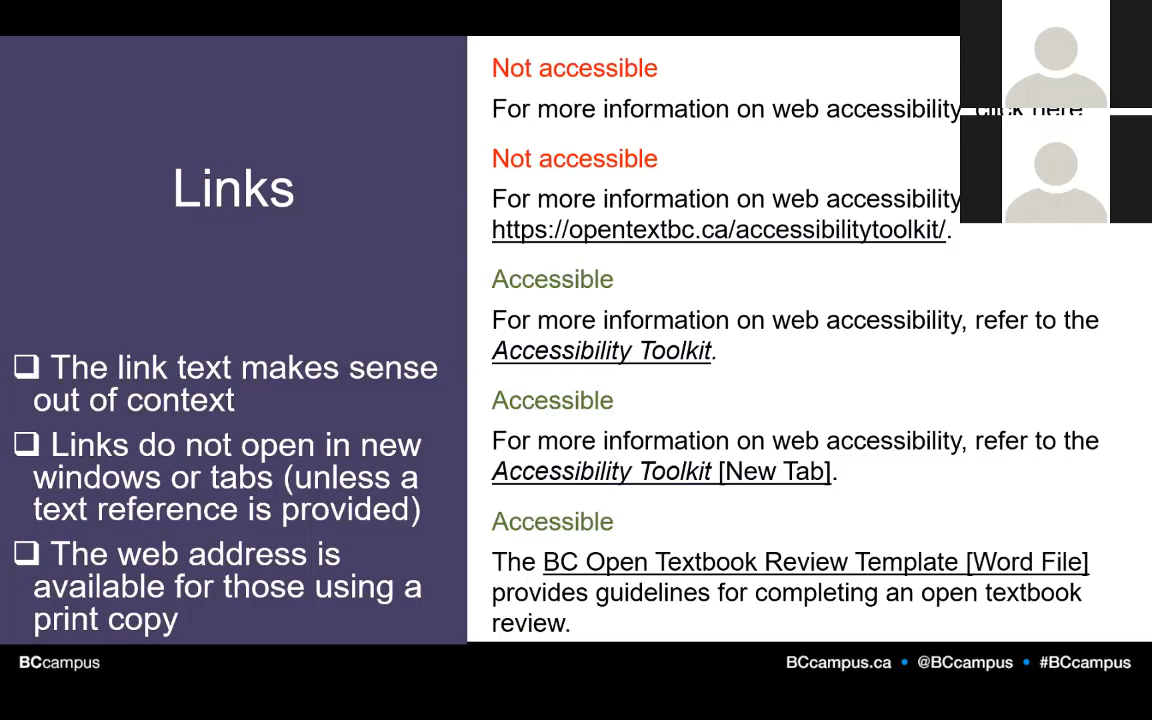 Links
❑ The link text makes sense
out of context
❑ Links do not open in new
windows or tabs (unless a
text reference is provided)
❑ The web address is
available for those using a
print copy
Not accessible
For more information on web accessibility, click here
Not accessible
For more information on web accessibility
https://opentextbc.ca/accessibilitytoolkit/.
Accessible
For more information on web accessibility, refer to the
Accessibility Toolkit.
Accessible
For more information on web accessibility, refer to the
Accessibility Toolkit [New Tab].
Accessible
The BC Open Textbook Review Template [Word File]
provides guidelines for completing an open textbook
review.
BCcampus
BCcampus.ca • @BCcampus • #BCcampus